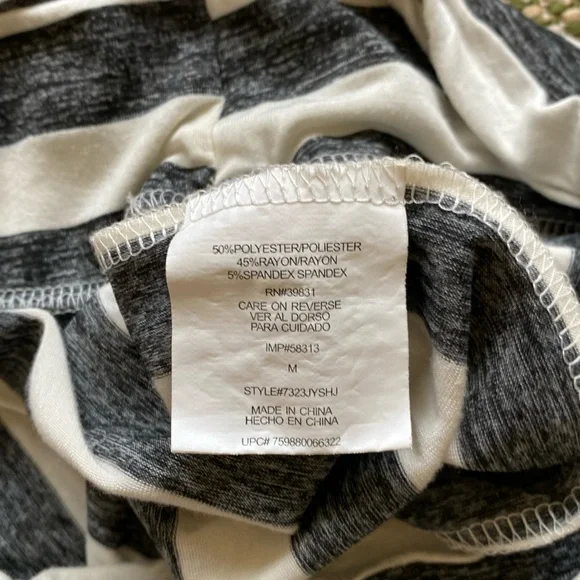 50%POLYESTER/POLIESTER
45%RAYON/RAYON
5%SPANDEX SPANDEX
RN#39831
CARE ON REVERSE
VER AL DORSO
PARA CUIDADO
IMP#58313
M
STYLE#7323JYSHJ
MADE IN CHINA
HECHO EN CHINA
UPC# 759880066322